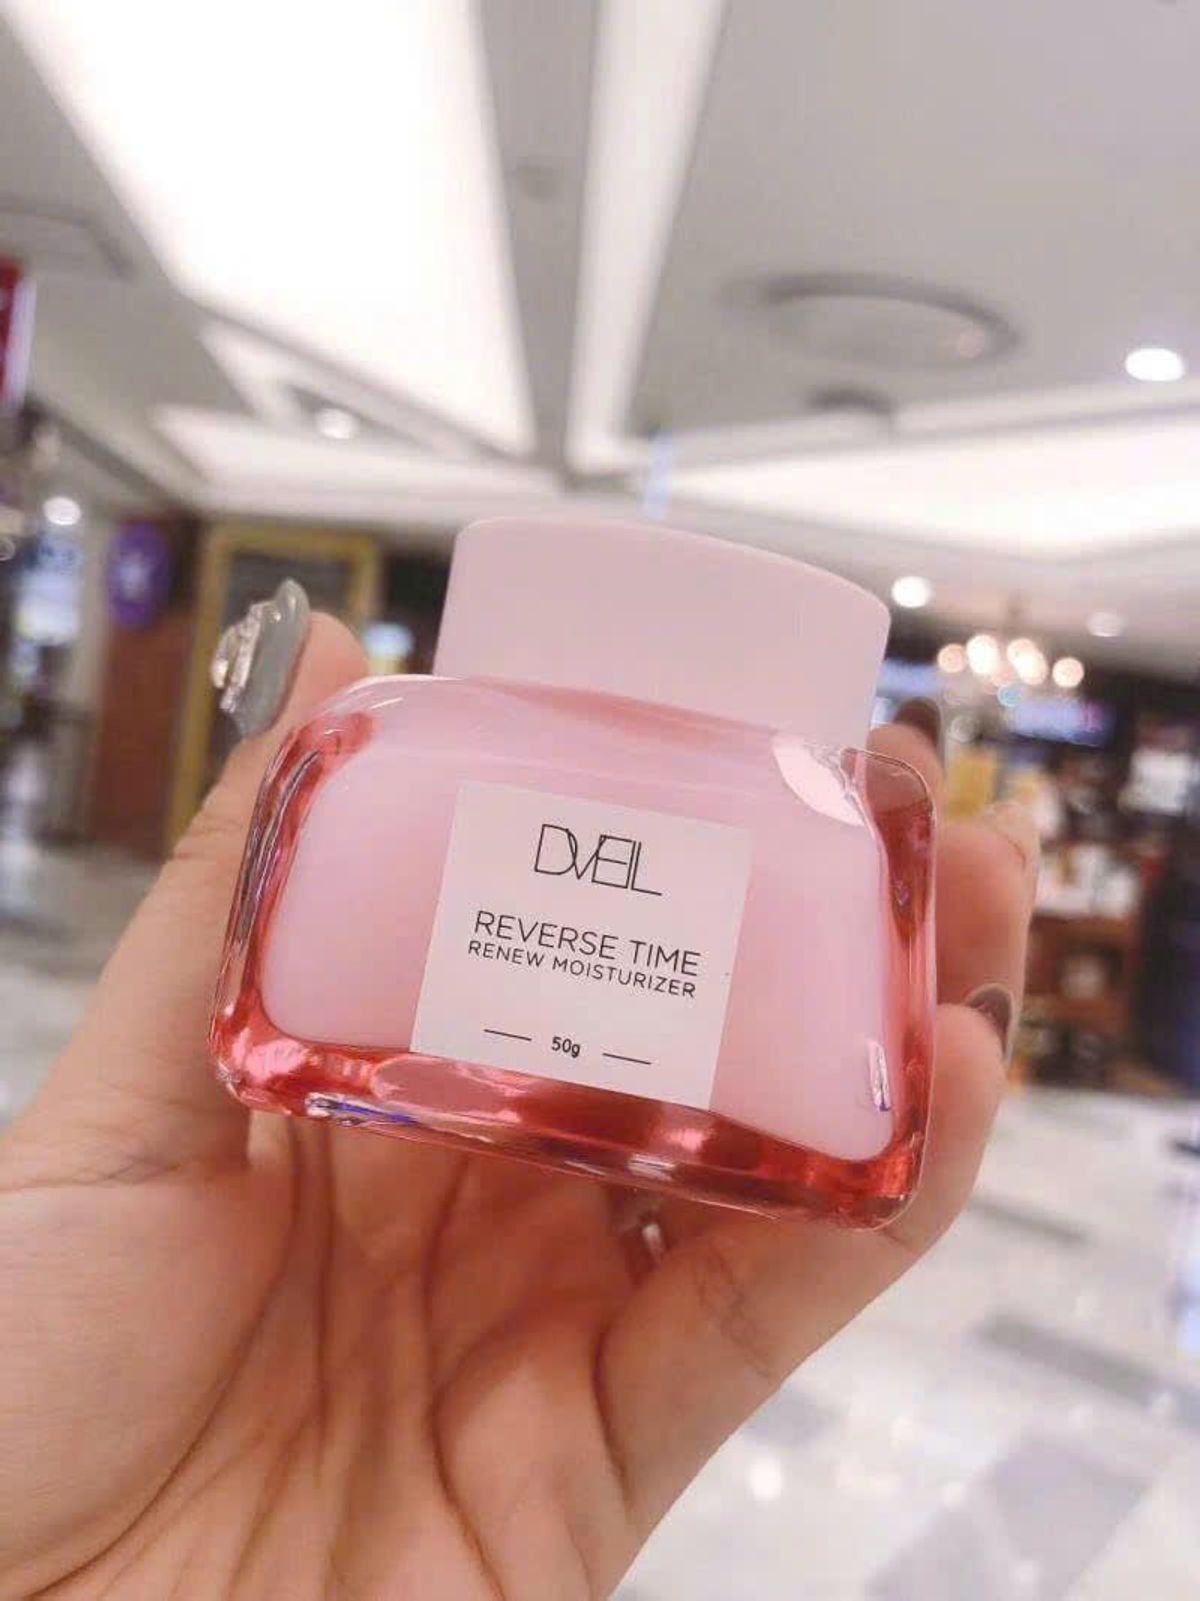 DVEIL
REVERSE TIME
RENEW MOISTURIZER
50g